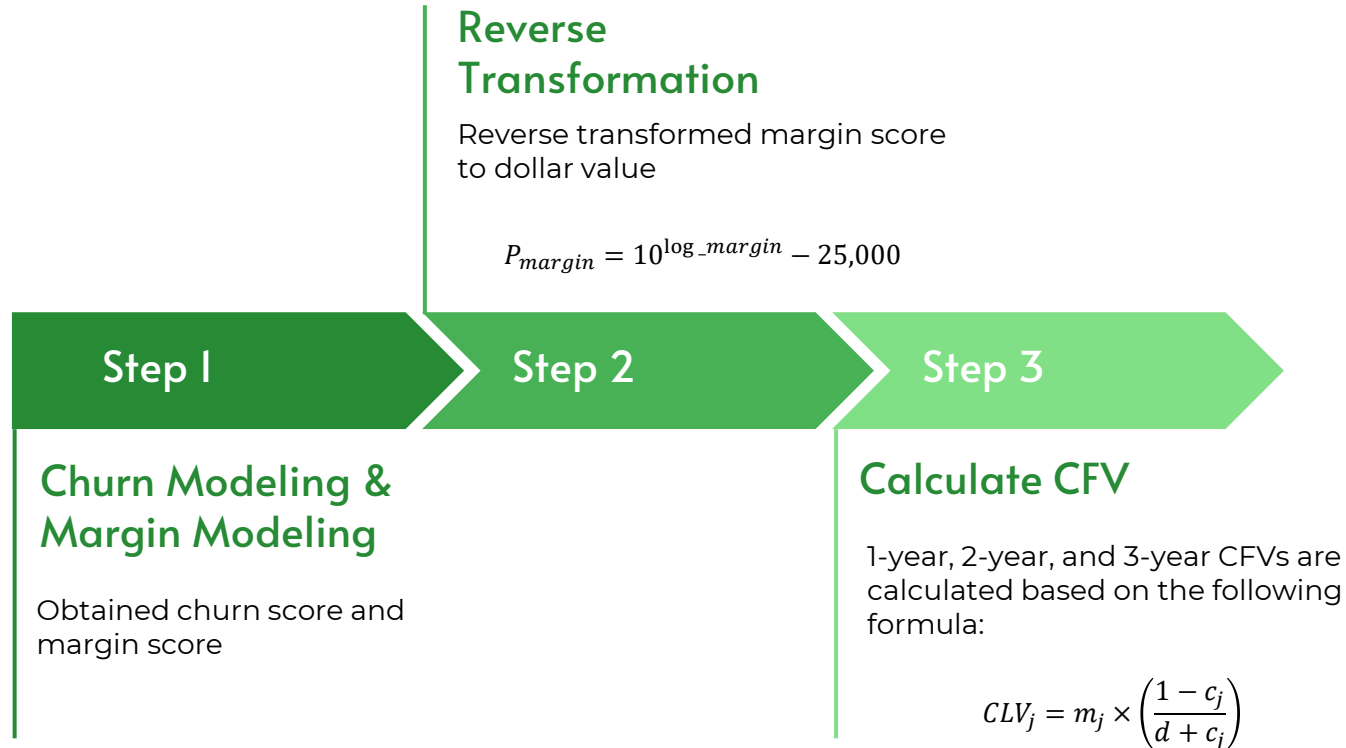 Reverse
Transformation
Reverse transformed margin score
to dollar value
P_{margin} = 10^{log_margin} − 25,000
Step 1
Step 2
Step 3
Churn Modeling &
Margin Modeling
Obtained churn score and
margin score
Calculate CFV
1-year, 2-year, and 3-year CFVs are
calculated based on the following
formula:
CLV_j = m_j × ((1 − c_j)/(d + c_j))